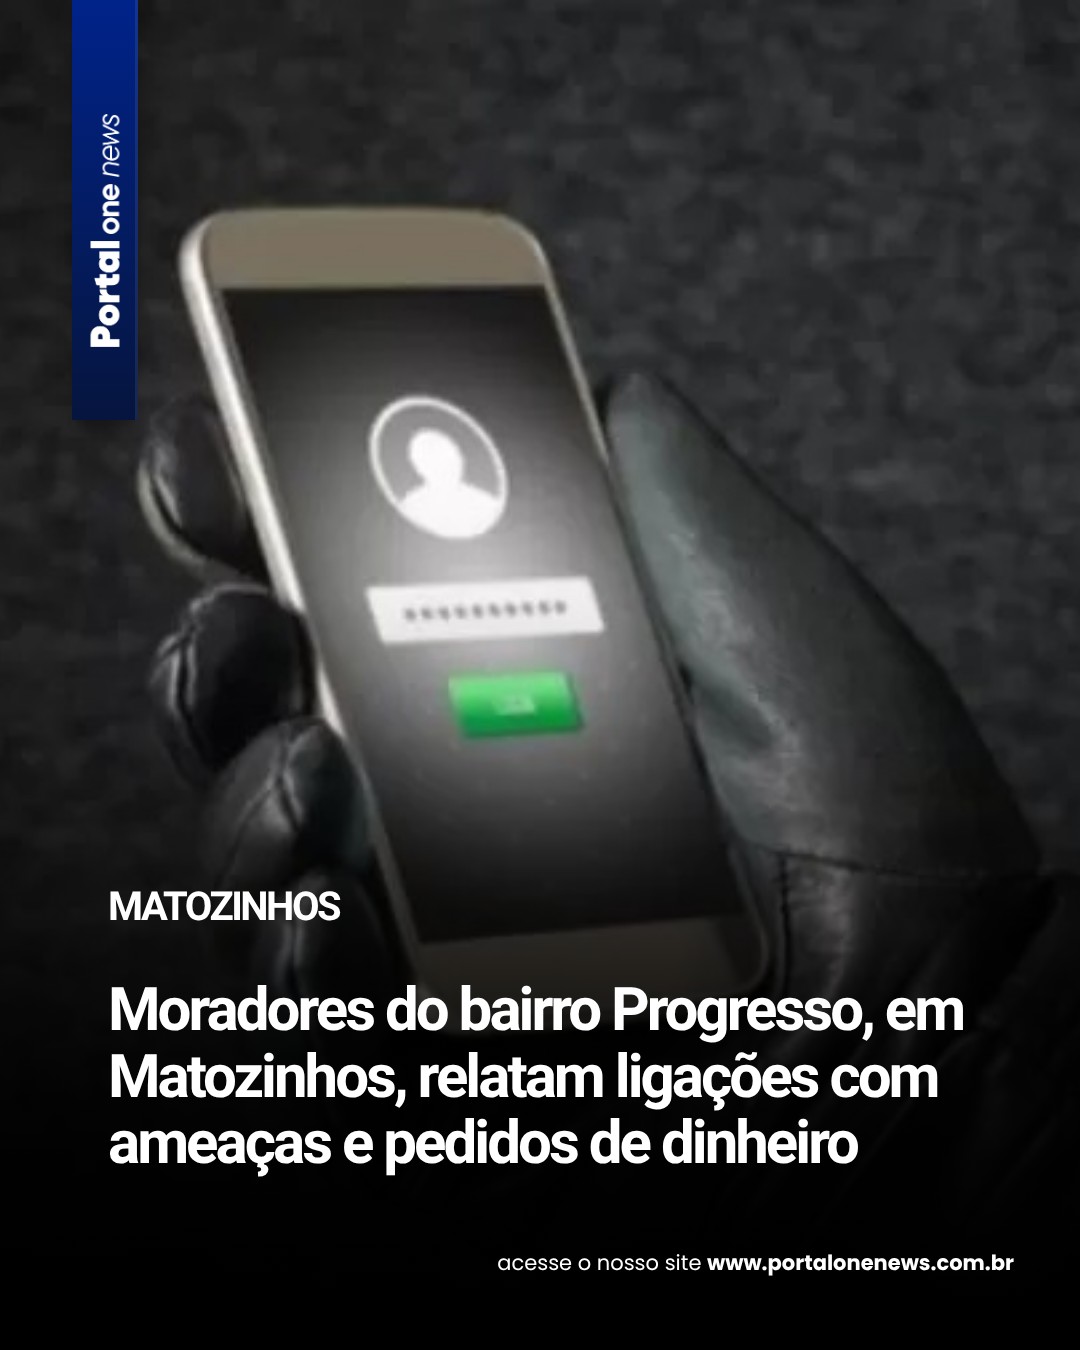 Portal one news
MATOZINHOS
Moradores do bairro Progresso, em
Matozinhos, relatam ligações com
ameaças e pedidos de dinheiro
acesse o nosso site www.portalonenews.com.br